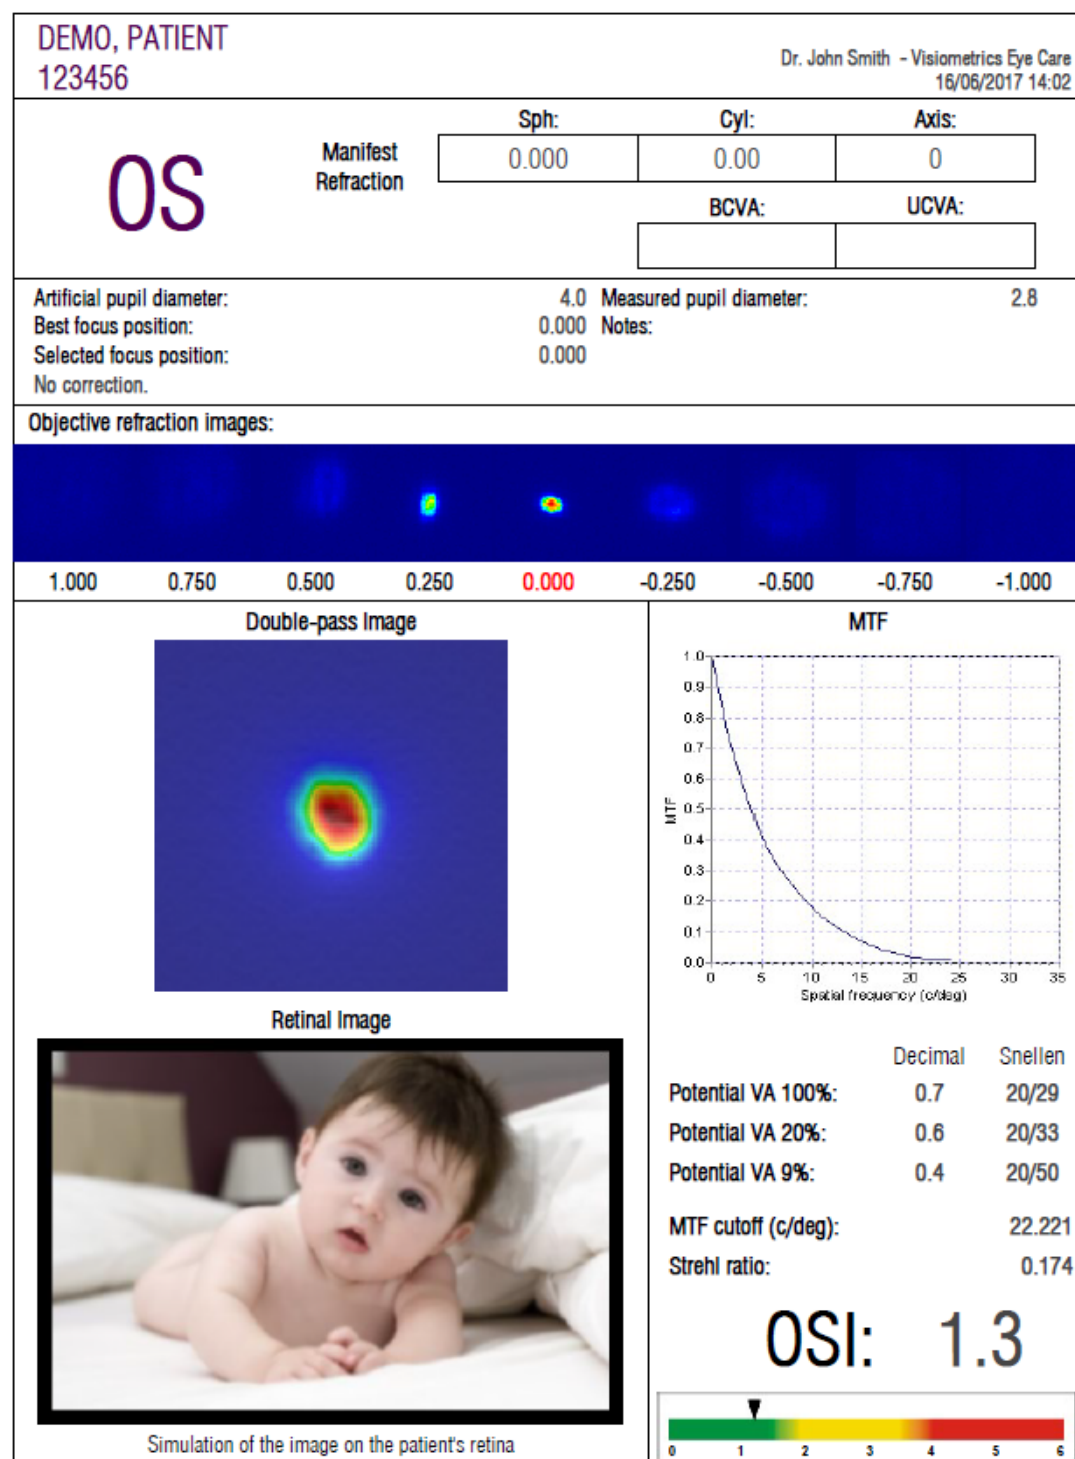 DEMO, PATIENT
123456
Dr. John Smith - Visiometrics Eye Care
16/06/2017 14:02
OS
Manifest
Refraction
Sph: Cyl: Axis:
0.000 0.00 0
BCVA: UCVA:
Artificial pupil diameter: 4.0 Measured pupil diameter: 2.8
Best focus position: 0.000 Notes:
Selected focus position: 0.000
No correction.
Objective refraction images:
1.000 0.750 0.500 0.250 0.000 -0.250 -0.500 -0.750 -1.000
Double-pass Image
MTF
1.0
0.9
0.8
0.7
0.6
0.5
0.4
0.3
0.2
0.1
0.0
MTF
0 5 10 15 20 25 30 35
Spatial frequency (c/deg)
Retinal Image
Simulation of the image on the patient's retina
Decimal Snellen
Potential VA 100%: 0.7 20/29
Potential VA 20%: 0.6 20/33
Potential VA 9%: 0.4 20/50
MTF cutoff (c/deg): 22.221
Strehl ratio: 0.174
OSI: 1.3
0 1 2 3 4 5 6